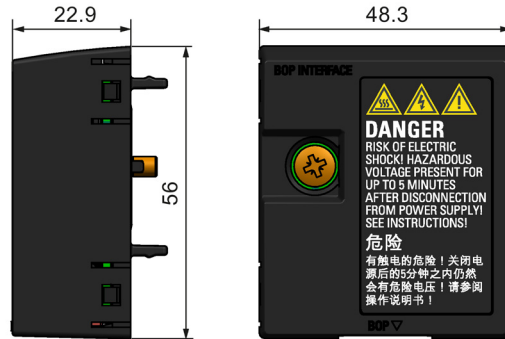 22.9
48.3
56
BOP INTERFACE
DANGER
RISK OF ELECTRIC
SHOCK! HAZARDOUS
VOLTAGE PRESENT FOR
UP TO 5 MINUTES
AFTER DISCONNECTION
FROM POWER SUPPLY!
SEE INSTRUCTIONS!
危险
有触电的危险！关闭电
源后的5分钟之内仍然
会有危险电压！请参阅
操作说明书！
BOP ▽